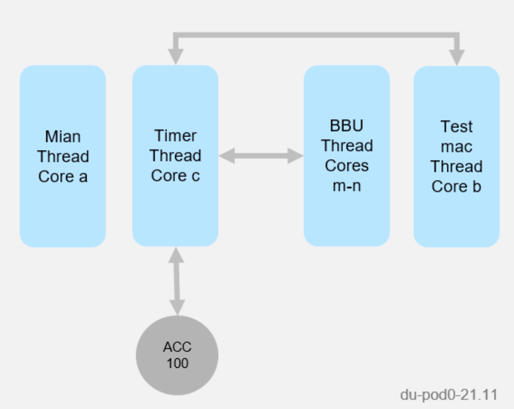 Mian
Thread
Core a
Timer
Thread
Core c
BBU
Thread
Cores
m-n
Test
mac
Thread
Core b
ACC
100
du-pod0-21.11